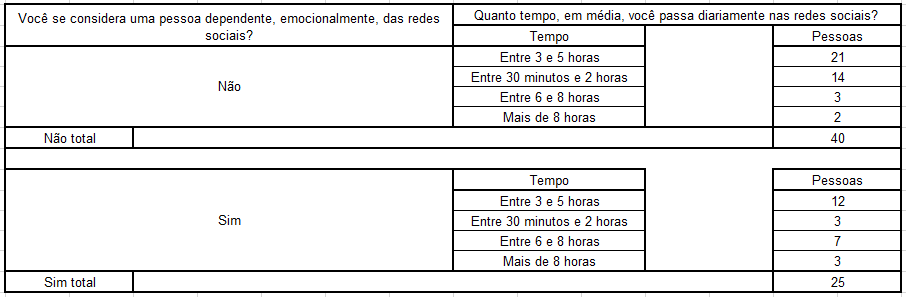 Você se considera uma pessoa dependente, emocionalmente, das redes
sociais?
Quanto tempo, em média, você passa diariamente nas redes sociais?
Tempo Pessoas
Não
Entre 3 e 5 horas 21
Entre 30 minutos e 2 horas 14
Entre 6 e 8 horas 3
Mais de 8 horas 2
Não total 40
Tempo Pessoas
Sim
Entre 3 e 5 horas 12
Entre 30 minutos e 2 horas 3
Entre 6 e 8 horas 7
Mais de 8 horas 3
Sim total 25